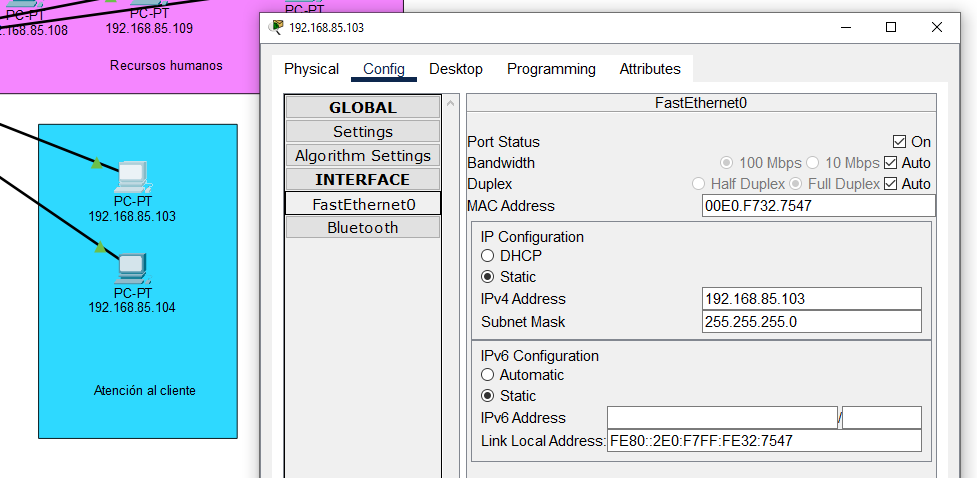 PC-PT
192.168.85.108
PC-PT
192.168.85.109
PC-PT
Recursos humanos
PC-PT
192.168.85.103
PC-PT
192.168.85.104
Atención al cliente
192.168.85.103
Physical Config Desktop Programming Attributes
GLOBAL
Settings
Algorithm Settings
INTERFACE
FastEthernet0
Bluetooth
FastEthernet0
Port Status On
Bandwidth 100 Mbps 10 Mbps Auto
Duplex Half Duplex Full Duplex Auto
MAC Address 00E0.F732.7547
IP Configuration
DHCP
Static
IPv4 Address 192.168.85.103
Subnet Mask 255.255.255.0
IPv6 Configuration
Automatic
Static
IPv6 Address /
Link Local Address: FE80::2E0:F7FF:FE32:7547